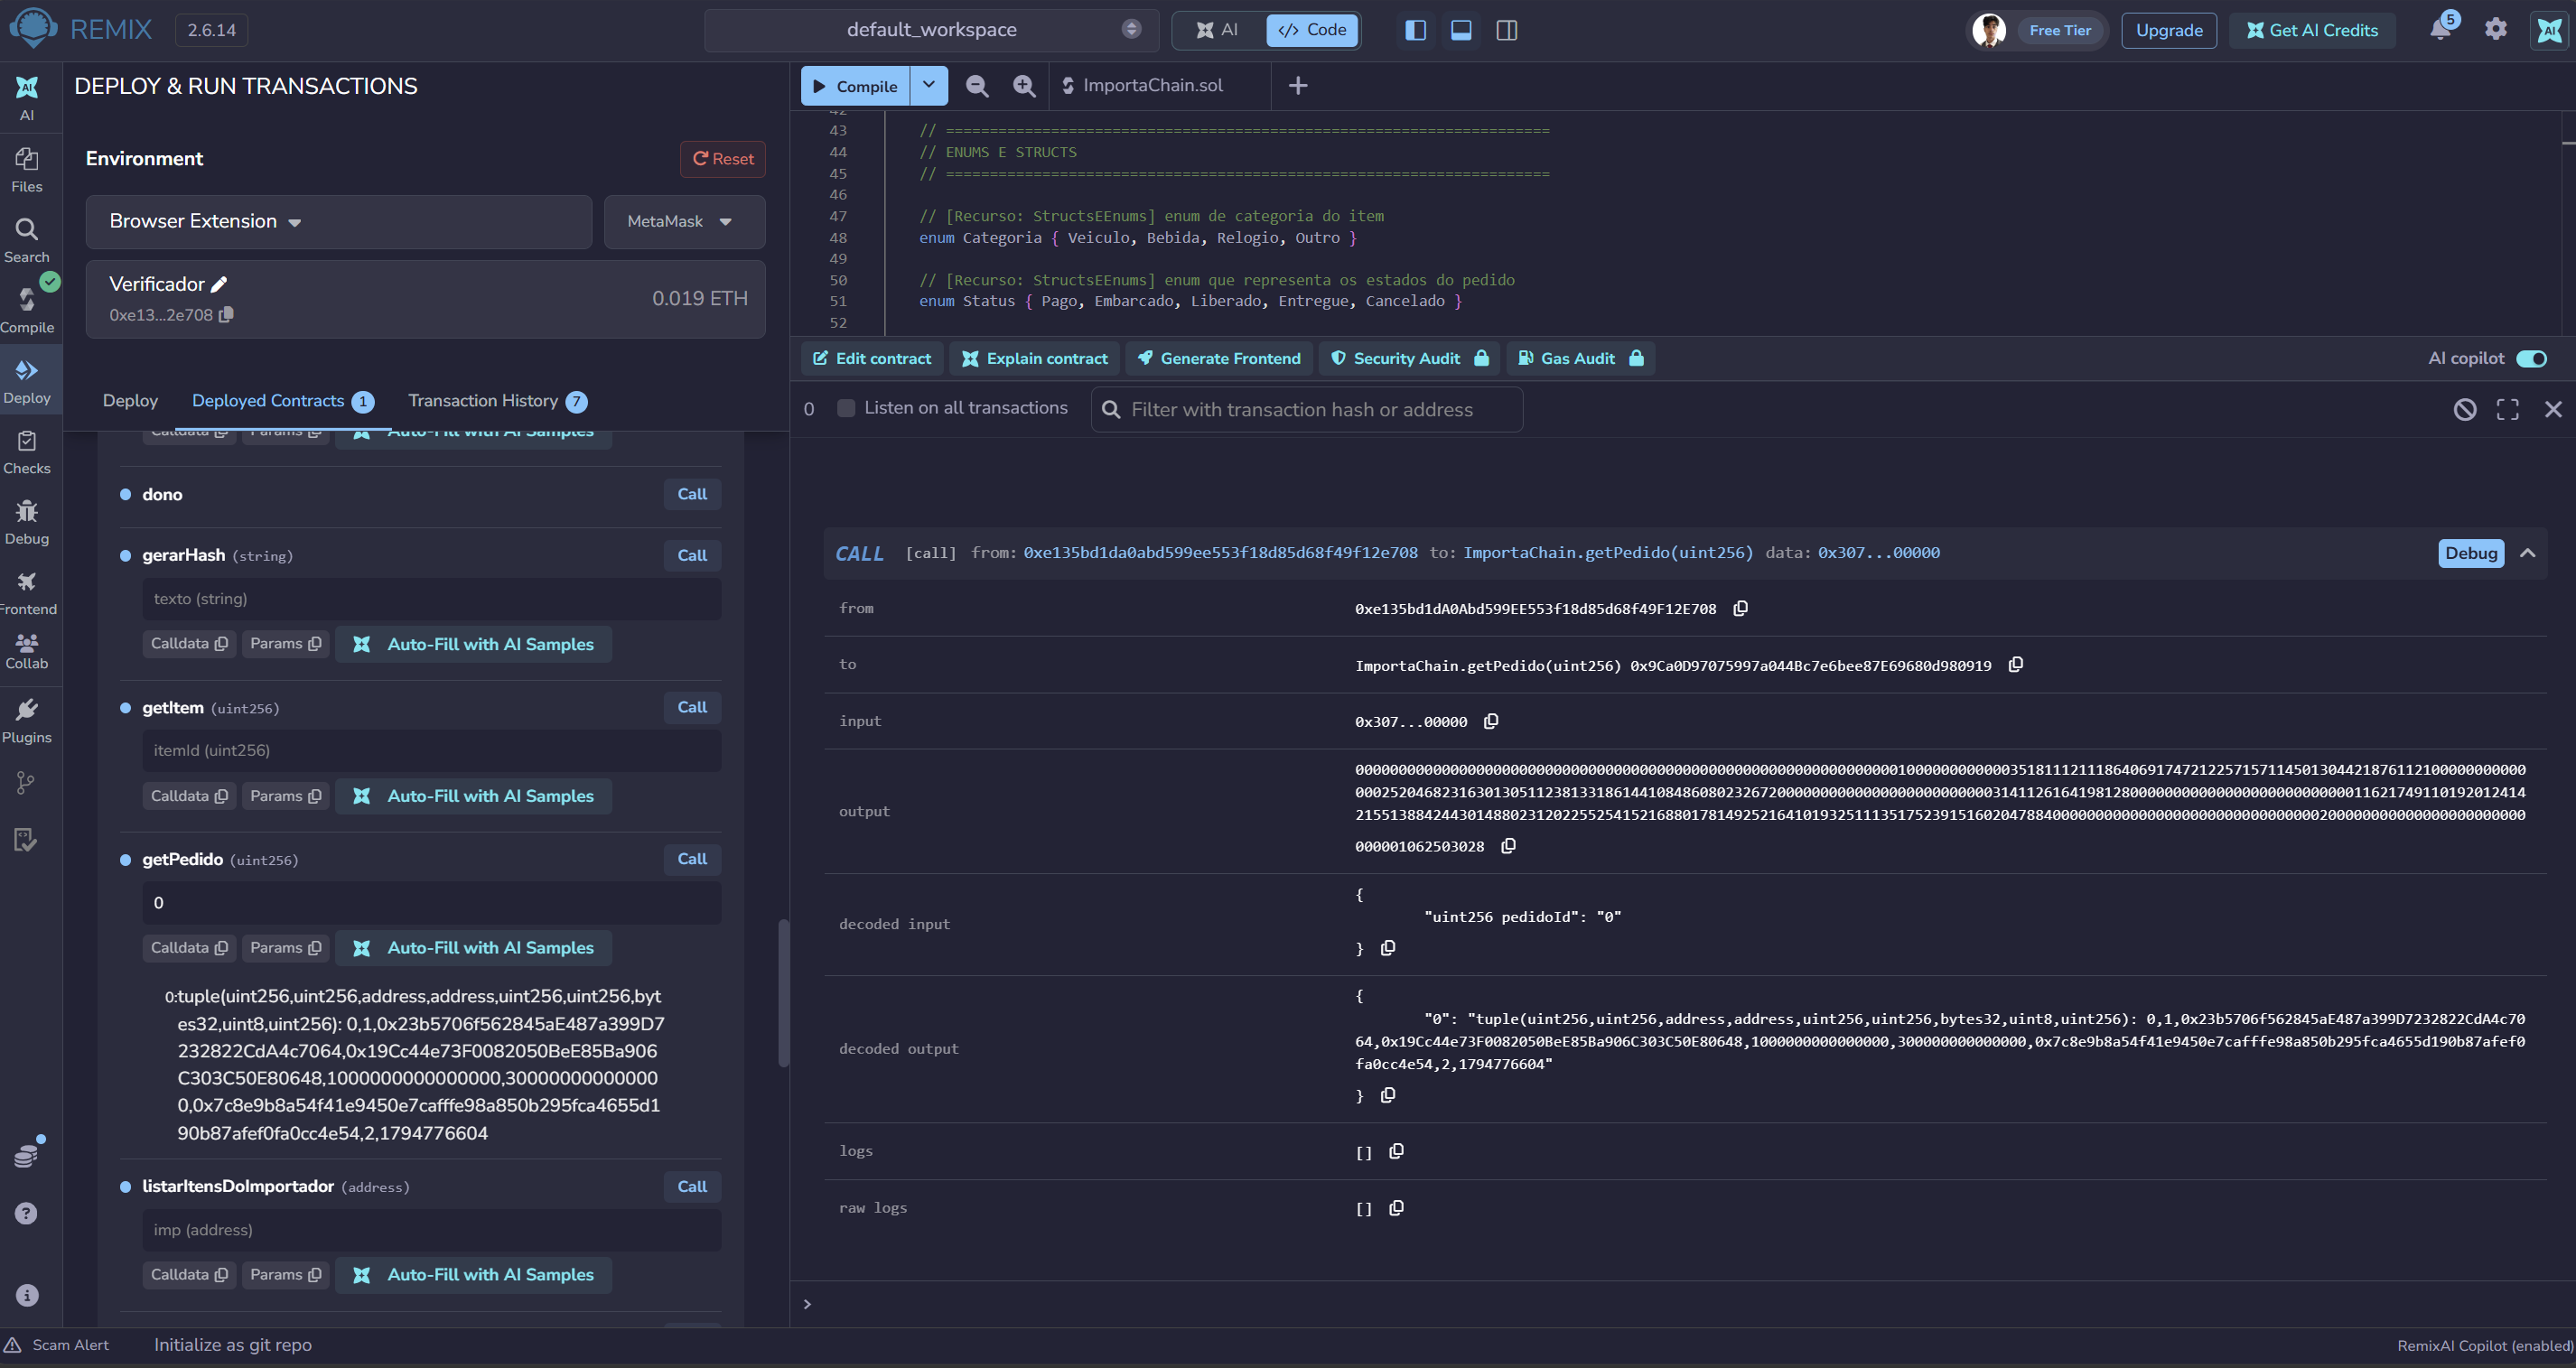 REMIX 2.6.14 default_workspace AI Code Free Tier Upgrade Get AI Credits 5
AI
Files
Search
Compile
Deploy
Checks
Debug
Frontend
Collab
Plugins
DEPLOY & RUN TRANSACTIONS
Environment Reset
Browser Extension MetaMask
Verificador
0xe13...2e708
0.019 ETH
Deploy Deployed Contracts 1 Transaction History 7
Calldata Params Auto-Fill with AI Samples
dono Call
gerarHash (string) Call
texto (string)
Calldata Params Auto-Fill with AI Samples
getItem (uint256) Call
itemId (uint256)
Calldata Params Auto-Fill with AI Samples
getPedido (uint256) Call
0
Calldata Params Auto-Fill with AI Samples
0:tuple(uint256,uint256,address,address,uint256,uint256,byt
es32,uint8,uint256): 0,1,0x23b5706f562845aE487a399D7
232822CdA4c7064,0x19Cc44e73F0082050BeE85Ba906
C303C50E80648,1000000000000000,30000000000000
0,0x7c8e9b8a54f41e9450e7cafffe98a850b295fca4655d1
90b87afef0fa0cc4e54,2,1794776604
listarItensDoImportador (address) Call
imp (address)
Calldata Params Auto-Fill with AI Samples
Compile ImportaChain.sol
42
43 // =====================================================================
44 // ENUMS E STRUCTS
45 // =====================================================================
46
47 // [Recurso: StructsEEnums] enum de categoria do item
48 enum Categoria { Veiculo, Bebida, Relogio, Outro }
49
50 // [Recurso: StructsEEnums] enum que representa os estados do pedido
51 enum Status { Pago, Embarcado, Liberado, Entregue, Cancelado }
52
Edit contract Explain contract Generate Frontend Security Audit Gas Audit AI copilot
0 Listen on all transactions Filter with transaction hash or address
CALL [call] from: 0xe135bd1da0abd599ee553f18d85d68f49f12e708 to: ImportaChain.getPedido(uint256) data: 0x307...00000 Debug
from 0xe135bd1dA0Abd599EE553f18d85d68f49F12E708
to ImportaChain.getPedido(uint256) 0x9Ca0D97075997a044Bc7e6bee87E69680d980919
input 0x307...00000
output
000001062503028
decoded input
{
"uint256 pedidoId": "0"
}
decoded output
{
"0": "tuple(uint256,uint256,address,address,uint256,uint256,bytes32,uint8,uint256): 0,1,0x23b5706f562845aE487a399D7232822CdA4c70
64,0x19Cc44e73F0082050BeE85Ba906C303C50E80648,1000000000000000,300000000000000,0x7c8e9b8a54f41e9450e7cafffe98a850b295fca4655d190b87afef0
fa0cc4e54,2,1794776604"
}
logs []
raw logs []
>
Scam Alert Initialize as git repo RemixAI Copilot (enabled)